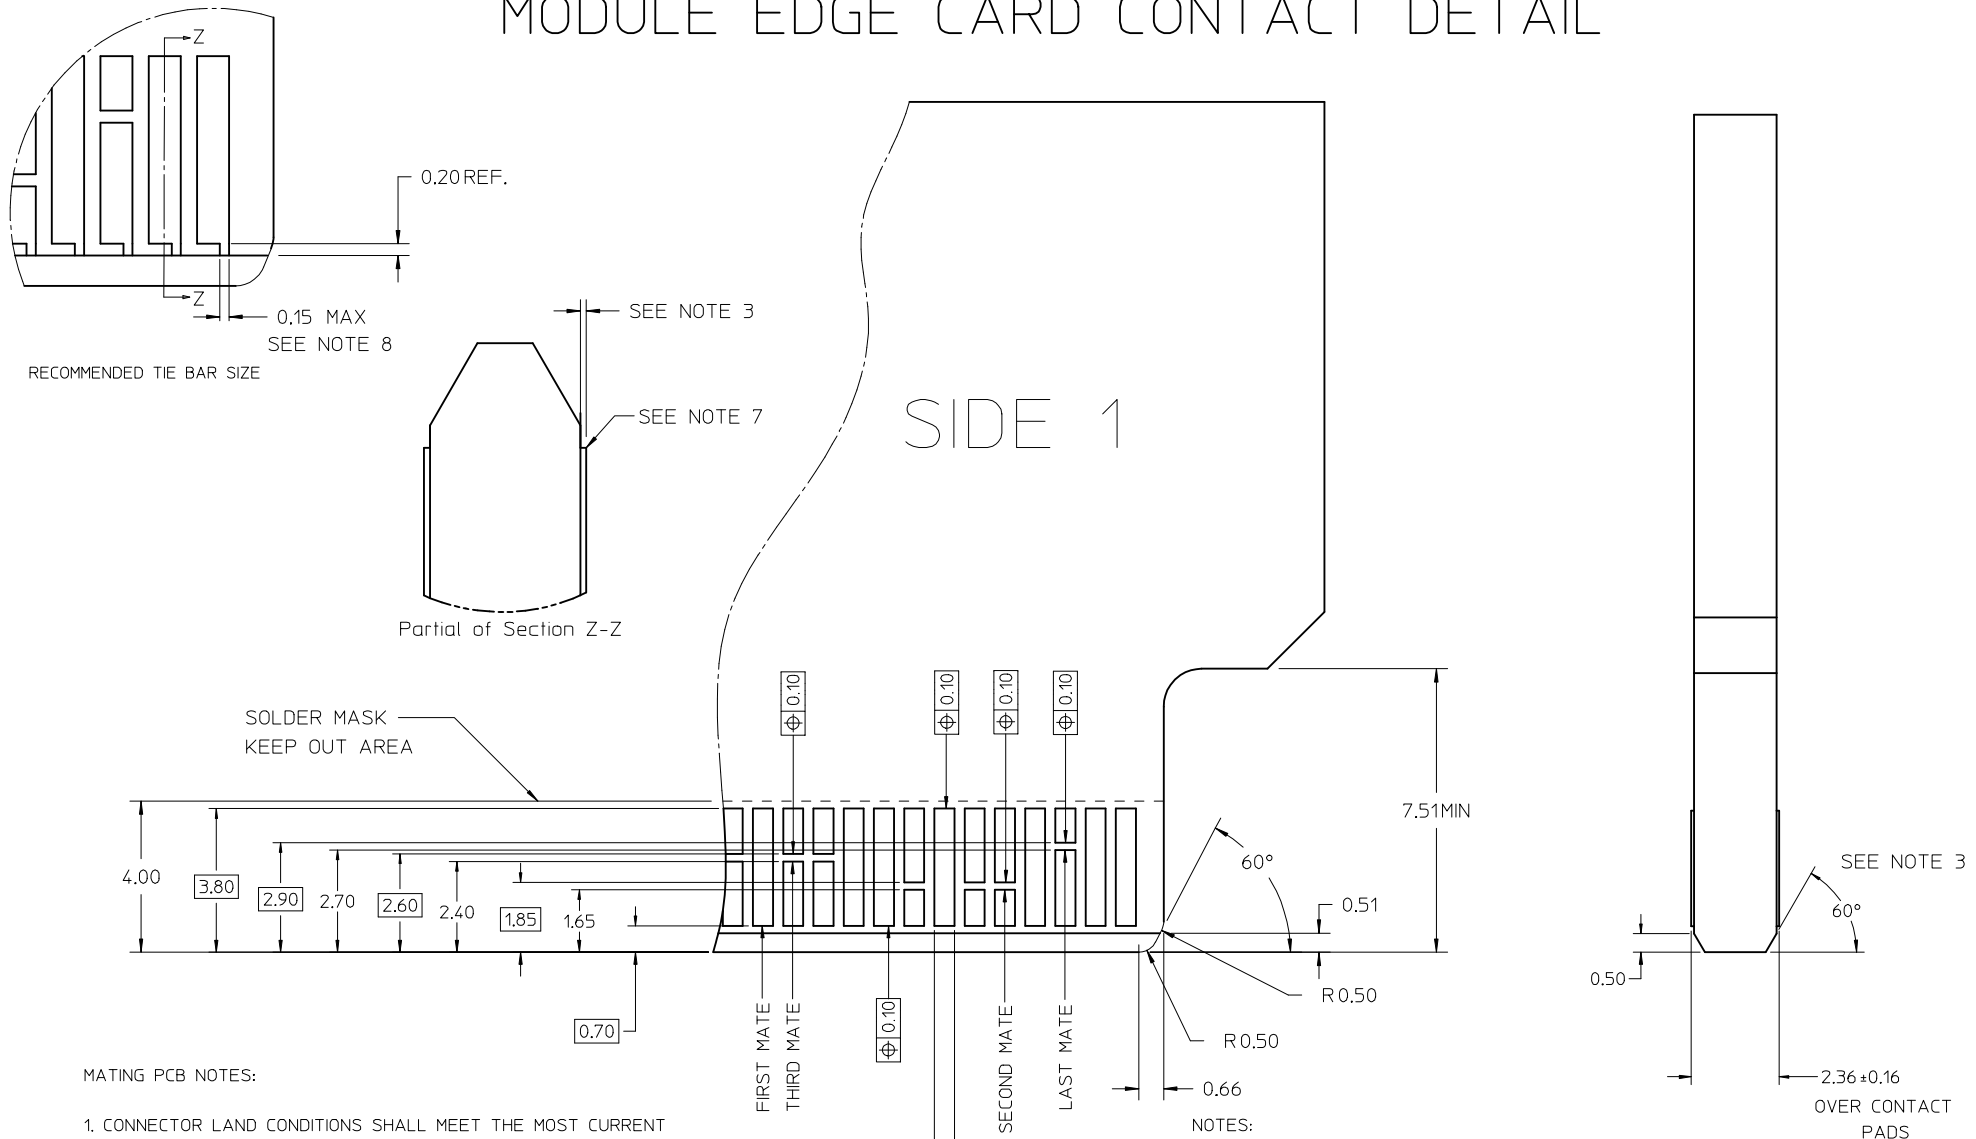 MODULE EDGE CARD CONTACT DETAIL
Z
0.20 REF.
Z
0.15 MAX
SEE NOTE 8
RECOMMENDED TIE BAR SIZE
SEE NOTE 3
SEE NOTE 7
Partial of Section Z-Z
SIDE 1
SOLDER MASK
KEEP OUT AREA
⌖ 0.10
⌖ 0.10
⌖ 0.10
⌖ 0.10
7.51MIN
4.00
3.80
2.90
2.70
2.60
2.40
1.85
1.65
0.70
60°
0.51
R 0.50
R 0.50
0.66
FIRST MATE
THIRD MATE
⌖ 0.10
SECOND MATE
LAST MATE
SEE NOTE 3
60°
0.50
2.36 ±0.16
OVER CONTACT
PADS
MATING PCB NOTES:
1. CONNECTOR LAND CONDITIONS SHALL MEET THE MOST CURRENT
NOTES: